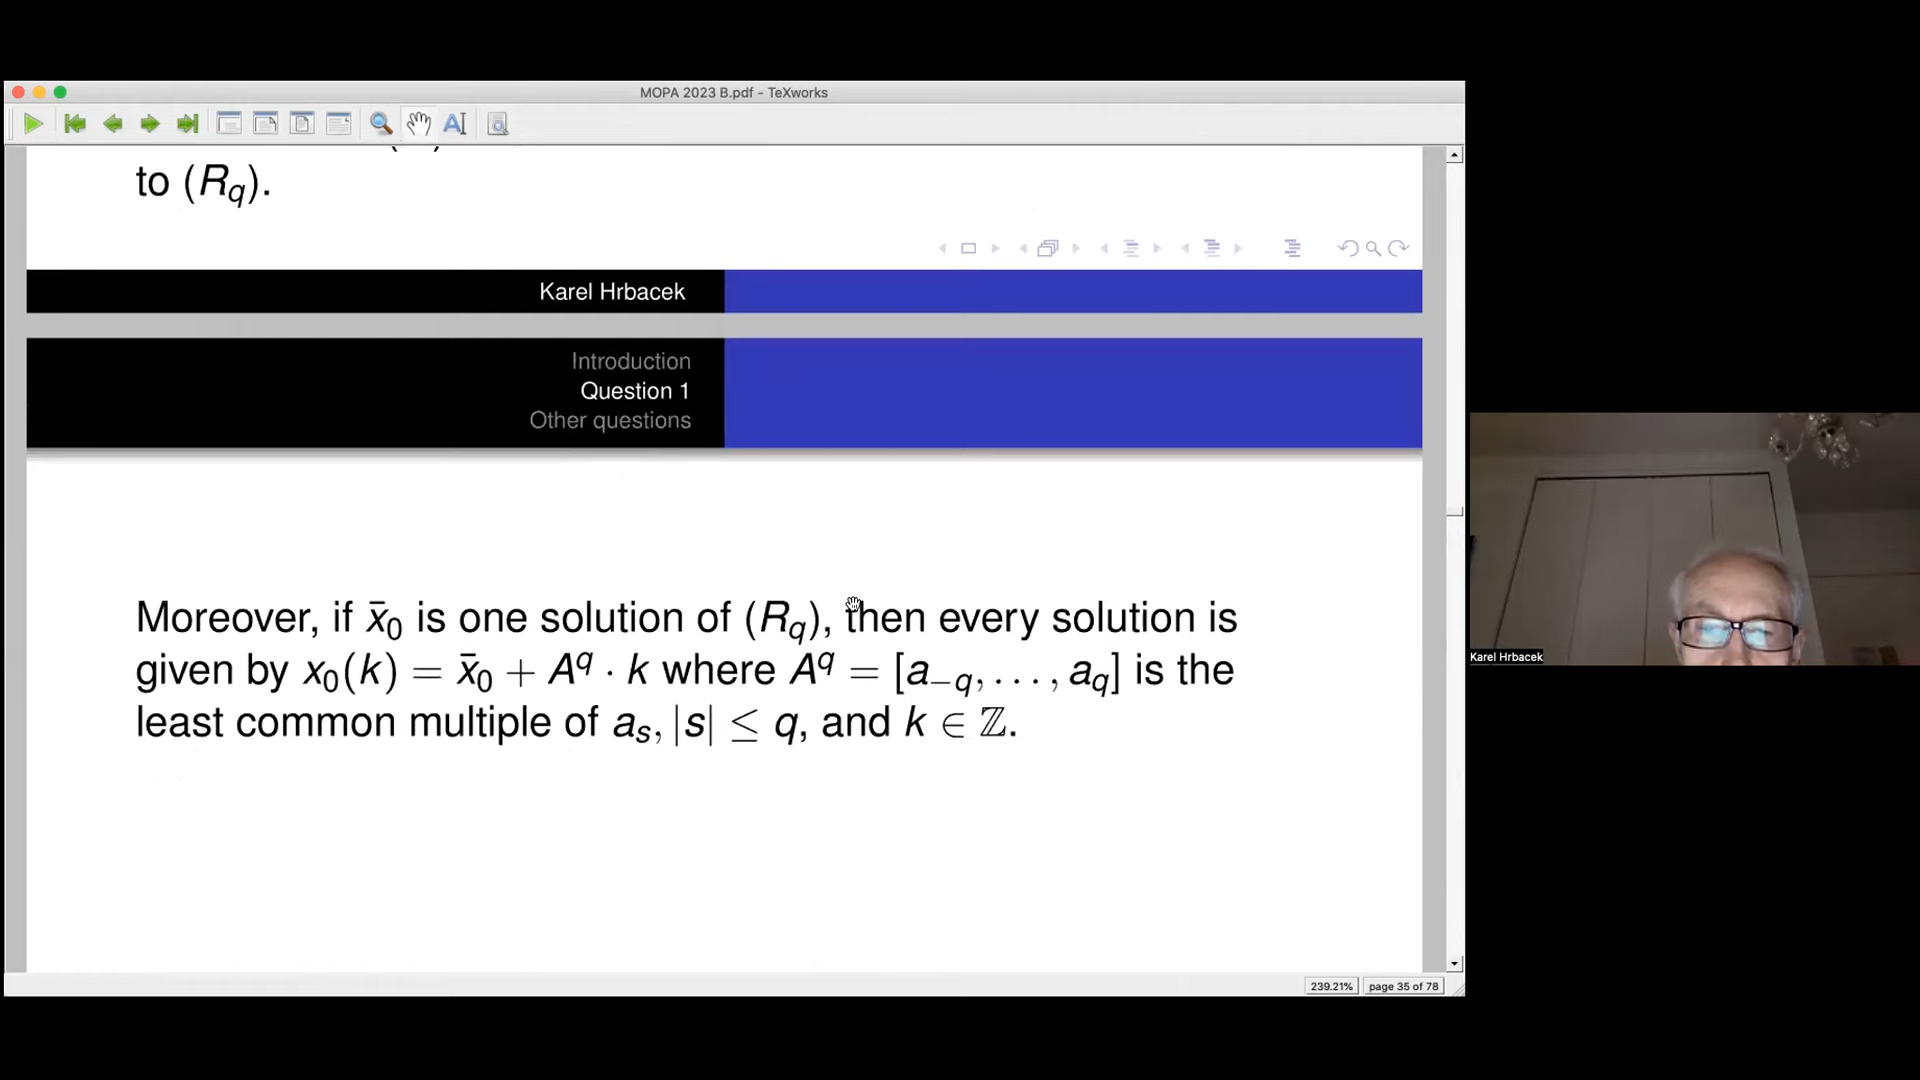 MOPA 2023 B.pdf - TeXworks
to (R_q).
Karel Hrbacek
Introduction
Question 1
Other questions
Moreover, if x̄₀ is one solution of (R_q), then every solution is
given by x₀(k) = x̄₀ + A^q · k where A^q = [a_{-q}, . . . , a_q] is the
least common multiple of a_s, |s| ≤ q, and k ∈ ℤ.
Karel Hrbacek
239.21%
page 35 of 78